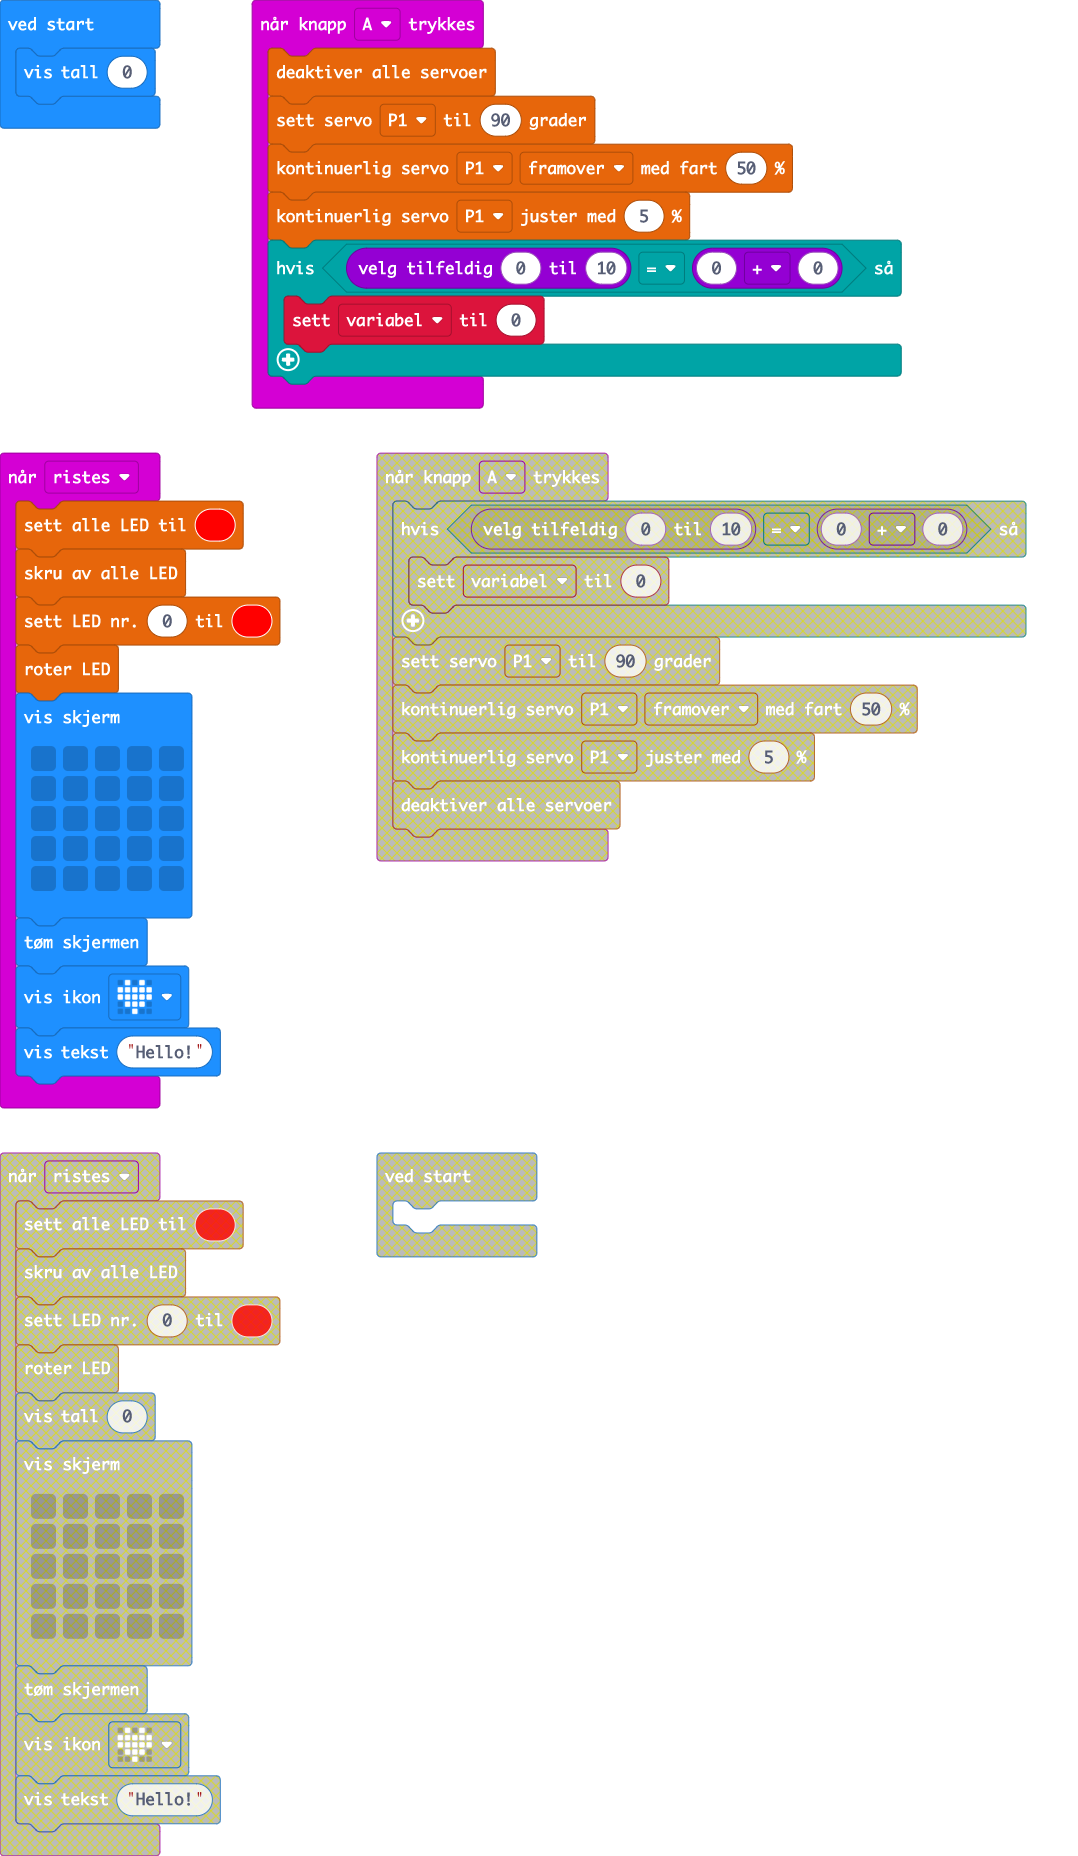 ved start
vis tall 0
når knapp A trykkes
deaktiver alle servoer
sett servo P1 til 90 grader
kontinuerlig servo P1 framover med fart 50 %
kontinuerlig servo P1 juster med 5 %
hvis velg tilfeldig 0 til 10 = 0 + 0 så
sett variabel til 0
når ristes
sett alle LED til
skru av alle LED
sett LED nr. 0 til
roter LED
vis skjerm
tøm skjermen
vis ikon
vis tekst "Hello!"
når knapp A trykkes
hvis velg tilfeldig 0 til 10 = 0 + 0 så
sett variabel til 0
sett servo P1 til 90 grader
kontinuerlig servo P1 framover med fart 50 %
kontinuerlig servo P1 juster med 5 %
deaktiver alle servoer
når ristes
sett alle LED til
skru av alle LED
sett LED nr. 0 til
roter LED
vis tall 0
vis skjerm
tøm skjermen
vis ikon
vis tekst "Hello!"
ved start